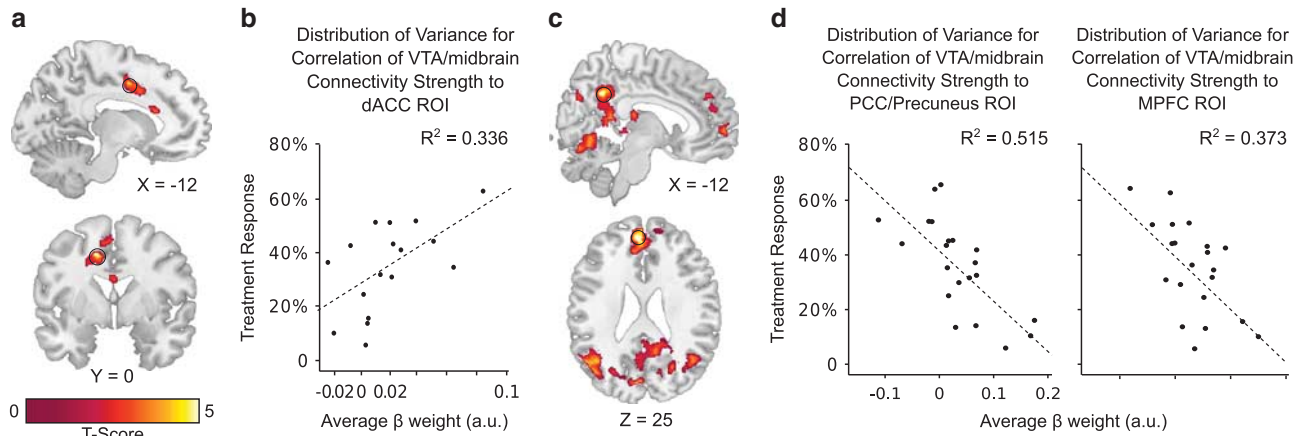 a
X = -12
Y = 0
0
5
T-Score
b
Distribution of Variance for
Correlation of VTA/midbrain
Connectivity Strength to
dACC ROI
R² = 0.336
80%
60%
40%
20%
0
Treatment Response
-0.020 0.02
0.1
Average β weight (a.u.)
c
X = -12
Z = 25
d
Distribution of Variance for
Correlation of VTA/midbrain
Connectivity Strength to
PCC/Precuneus ROI
R² = 0.515
80%
60%
40%
20%
0
Treatment Response
-0.1
0
0.1
0.2
Distribution of Variance for
Correlation of VTA/midbrain
Connectivity Strength to
MPFC ROI
R² = 0.373
Average β weight (a.u.)